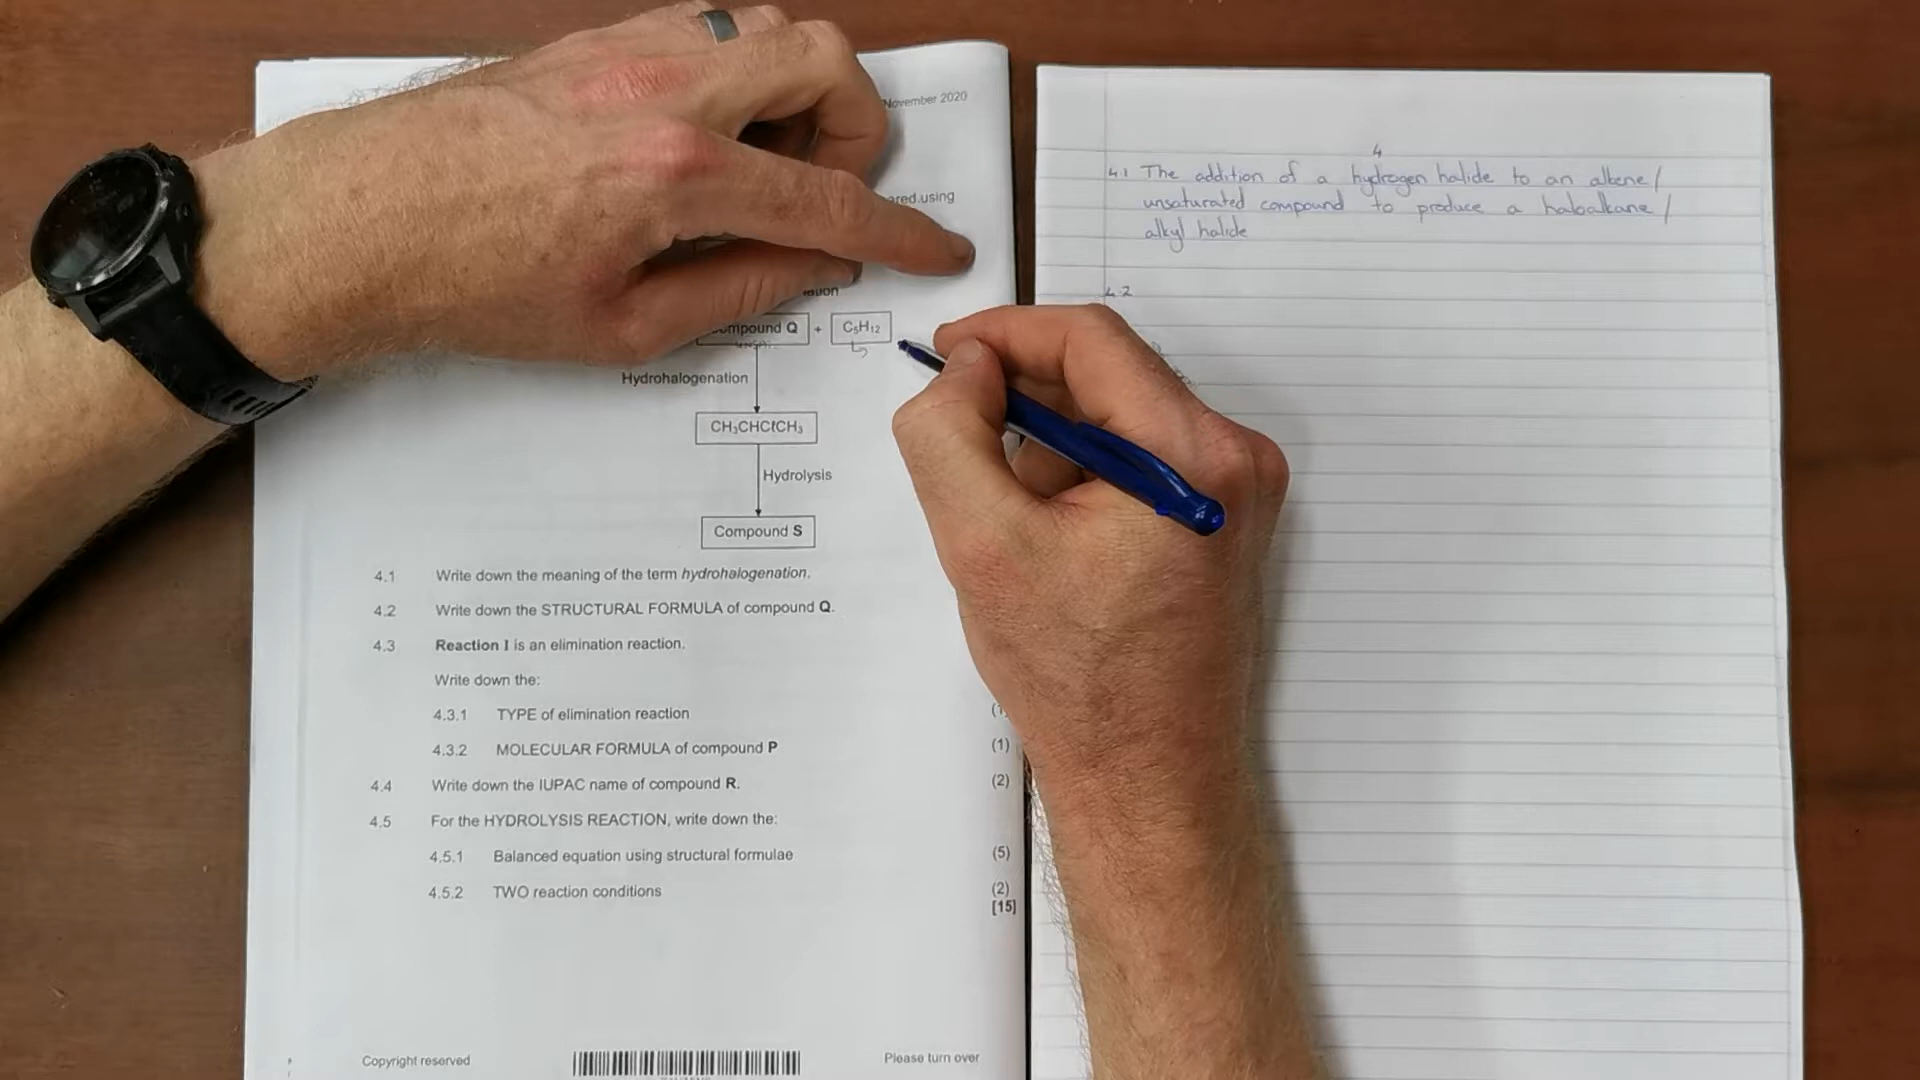 November 2020
using
Compound Q + C₅H₁₂
Hydrohalogenation
CH₃CHCℓCH₃
Hydrolysis
Compound S
4.1 Write down the meaning of the term hydrohalogenation.
4.2 Write down the STRUCTURAL FORMULA of compound Q.
4.3 Reaction I is an elimination reaction.
Write down the:
4.3.1 TYPE of elimination reaction (1)
4.3.2 MOLECULAR FORMULA of compound P (1)
4.4 Write down the IUPAC name of compound R. (2)
4.5 For the HYDROLYSIS REACTION, write down the:
4.5.1 Balanced equation using structural formulae (5)
4.5.2 TWO reaction conditions (2)
[15]
Copyright reserved
Please turn over
4
4.1 The addition of a hydrogen halide to an alkene/
unsaturated compound to produce a haloalkane/
alkyl halide
4.2